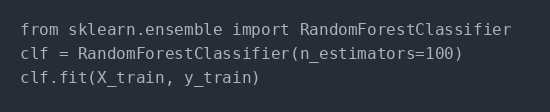 from sklearn.ensemble import RandomForestClassifier
clf = RandomForestClassifier(n_estimators=100)
clf.fit(X_train, y_train)